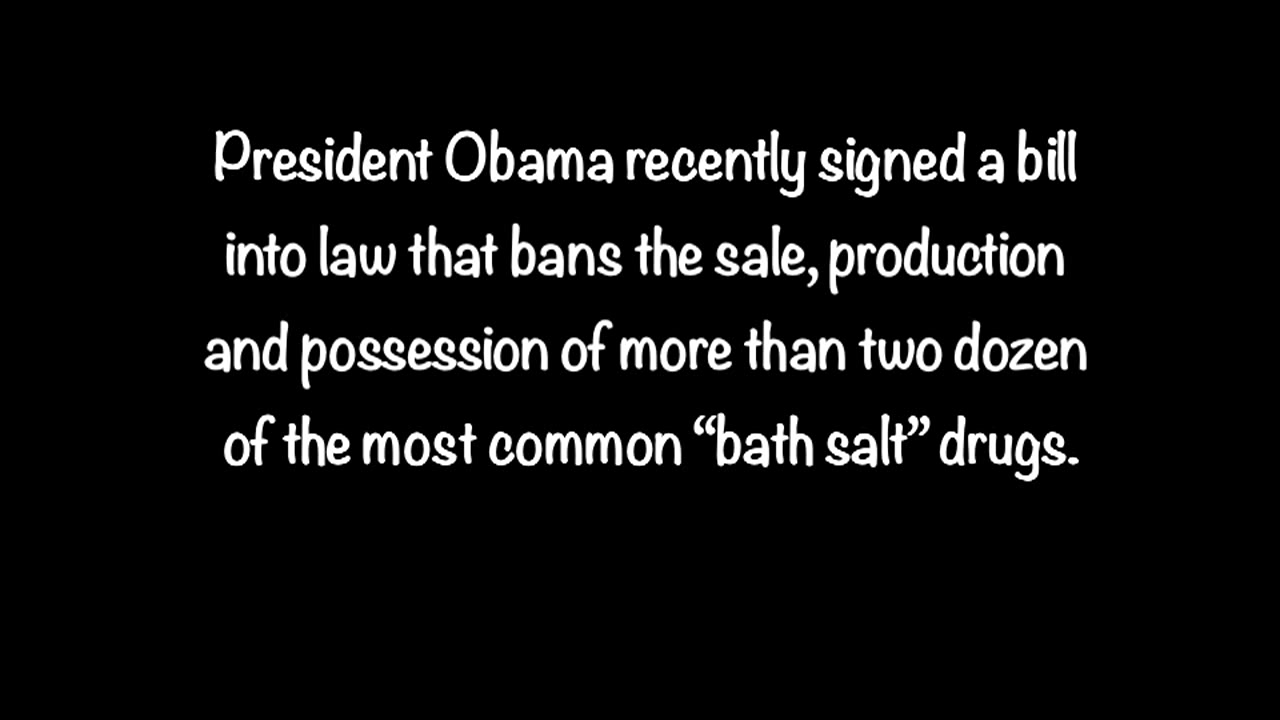 President Obama recently signed a bill
into law that bans the sale, production
and possession of more than two dozen
of the most common “bath salt” drugs.